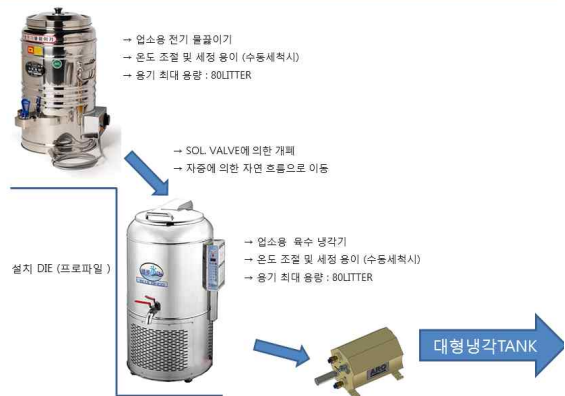 → 업소용 전기 물끓이기
→ 온도 조절 및 세정 용이 (수동세척시)
→ 용기 최대 용량 : 80LITTER
→ SOL. VALVE에 의한 개폐
→ 자중에 의한 자연 흐름으로 이동
→ 업소용 육수 냉각기
→ 온도 조절 및 세정 용이 (수동세척시)
→ 용기 최대 용량 : 80LITTER
설치 DIE (프로파일 )
대형냉각TANK
ARO